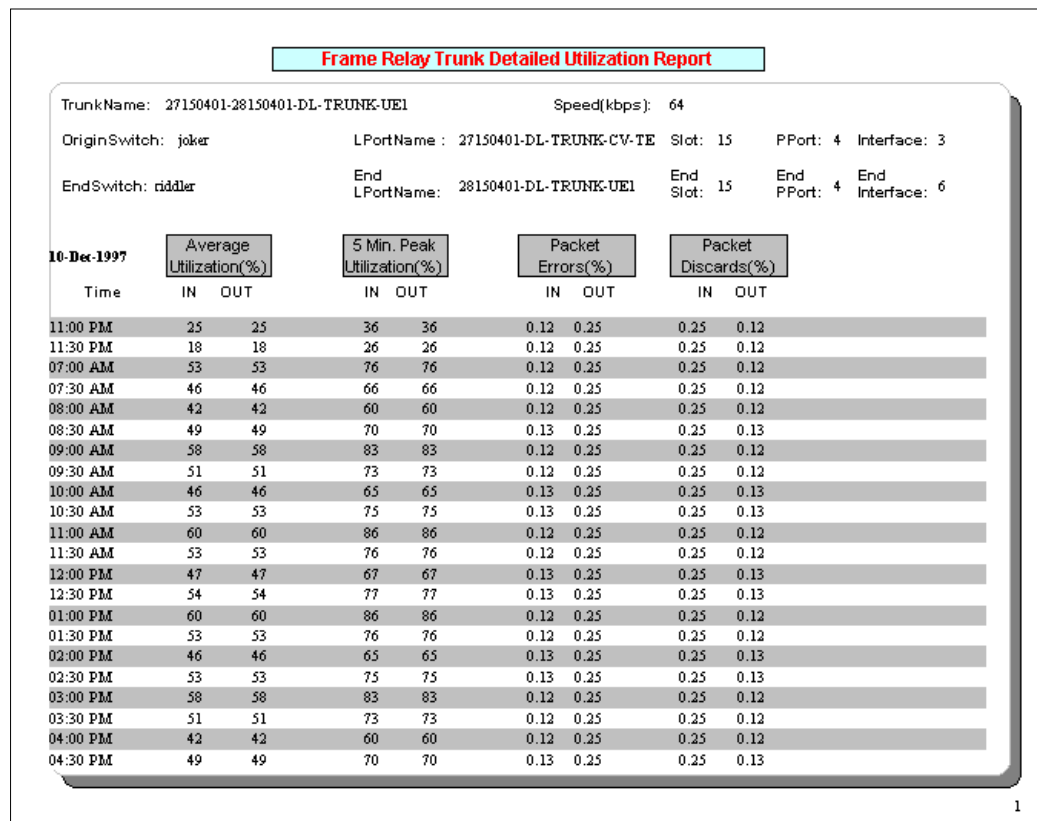 Frame Relay Trunk Detailed Utilization Report
TrunkName: 27150401-28150401-DL-TRUNK-UE1 Speed(kbps): 64
OriginSwitch: joker LPortName : 27150401-DL-TRUNK-CV-TE Slot: 15 PPort: 4 Interface: 3
EndSwitch: riddler End LPortName: 28150401-DL-TRUNK-UE1 End Slot: 15 End PPort: 4 End Interface: 6
10-Dec-1997 Average Utilization(%) 5 Min. Peak Utilization(%) Packet Errors(%) Packet Discards(%)
Time IN OUT IN OUT IN OUT IN OUT
11:00 PM 25 25 36 36 0.12 0.25 0.25 0.12
11:30 PM 18 18 26 26 0.12 0.25 0.25 0.12
07:00 AM 53 53 76 76 0.12 0.25 0.25 0.12
07:30 AM 46 46 66 66 0.12 0.25 0.25 0.12
08:00 AM 42 42 60 60 0.12 0.25 0.25 0.12
08:30 AM 49 49 70 70 0.13 0.25 0.25 0.13
09:00 AM 58 58 83 83 0.12 0.25 0.25 0.12
09:30 AM 51 51 73 73 0.12 0.25 0.25 0.12
10:00 AM 46 46 65 65 0.13 0.25 0.25 0.13
10:30 AM 53 53 75 75 0.13 0.25 0.25 0.13
11:00 AM 60 60 86 86 0.12 0.25 0.25 0.12
11:30 AM 53 53 76 76 0.12 0.25 0.25 0.12
12:00 PM 47 47 67 67 0.13 0.25 0.25 0.13
12:30 PM 54 54 77 77 0.13 0.25 0.25 0.13
01:00 PM 60 60 86 86 0.12 0.25 0.25 0.12
01:30 PM 53 53 76 76 0.12 0.25 0.25 0.12
02:00 PM 46 46 65 65 0.13 0.25 0.25 0.13
02:30 PM 53 53 75 75 0.13 0.25 0.25 0.13
03:00 PM 58 58 83 83 0.12 0.25 0.25 0.12
03:30 PM 51 51 73 73 0.12 0.25 0.25 0.12
04:00 PM 42 42 60 60 0.12 0.25 0.25 0.12
04:30 PM 49 49 70 70 0.13 0.25 0.25 0.13
1